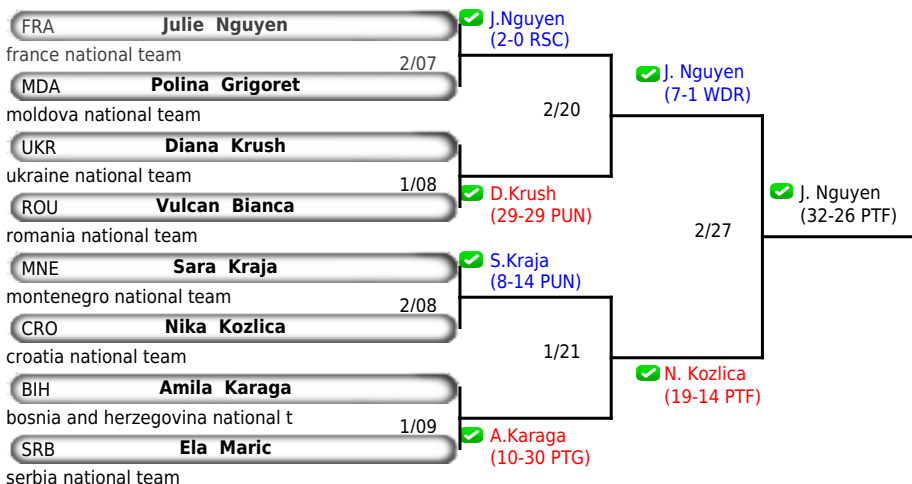 FRA Julie Nguyen
france national team
2/07
MDA Polina Grigoret
moldova national team
UKR Diana Krush
ukraine national team
1/08
ROU Vulcan Bianca
romania national team
MNE Sara Kraja
montenegro national team
2/08
CRO Nika Kozlica
croatia national team
BIH Amila Karaga
bosnia and herzegovina national t
1/09
SRB Ela Maric
serbia national team
J.Nguyen
(2-0 RSC)
2/20
D.Krush
(29-29 PUN)
S.Kraja
(8-14 PUN)
1/21
A.Karaga
(10-30 PTG)
J. Nguyen
(7-1 WDR)
2/27
N. Kozlica
(19-14 PTF)
J. Nguyen
(32-26 PTF)